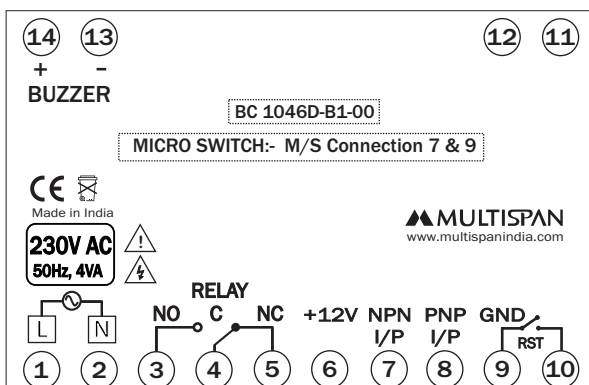 14 13 12 11
+ -
BUZZER
BC 1046D-B1-00
MICRO SWITCH:- M/S Connection 7 & 9
CE
Made in India
MULTISPAN
www.multispanindia.com
230V AC
50Hz, 4VA
RELAY
L N NO C NC +12V NPN I/P PNP I/P GND RST
1 2 3 4 5 6 7 8 9 10